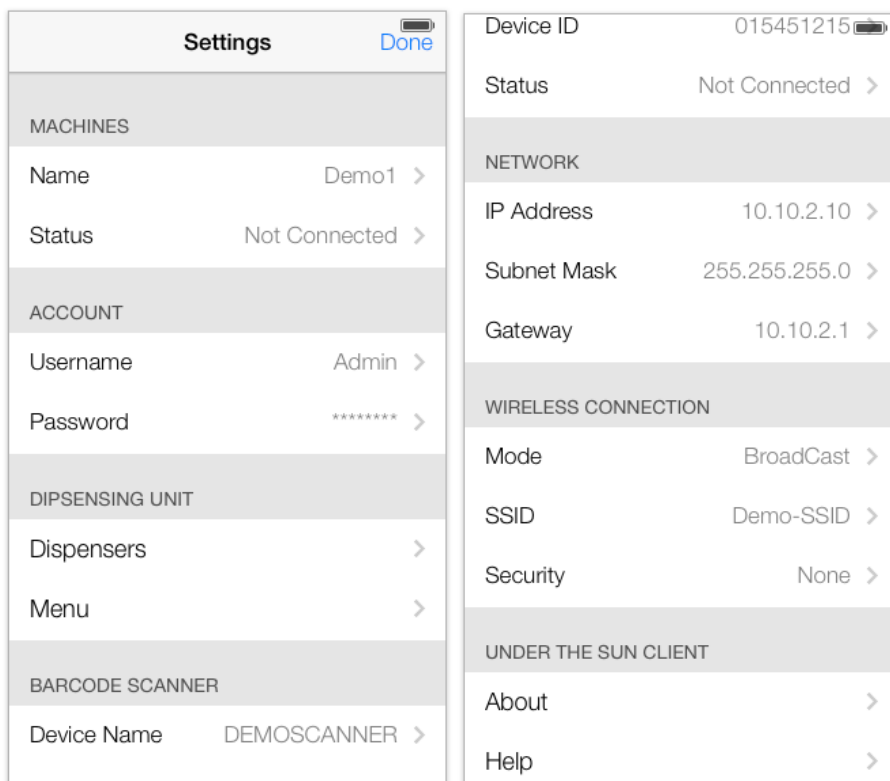 Settings
Done
MACHINES
Name Demo1
Status Not Connected
ACCOUNT
Username Admin
Password ********
DIPSENSING UNIT
Dispensers
Menu
BARCODE SCANNER
Device Name DEMOSCANNER
Device ID 015451215
Status Not Connected
NETWORK
IP Address 10.10.2.10
Subnet Mask 255.255.255.0
Gateway 10.10.2.1
WIRELESS CONNECTION
Mode BroadCast
SSID Demo-SSID
Security None
UNDER THE SUN CLIENT
About
Help